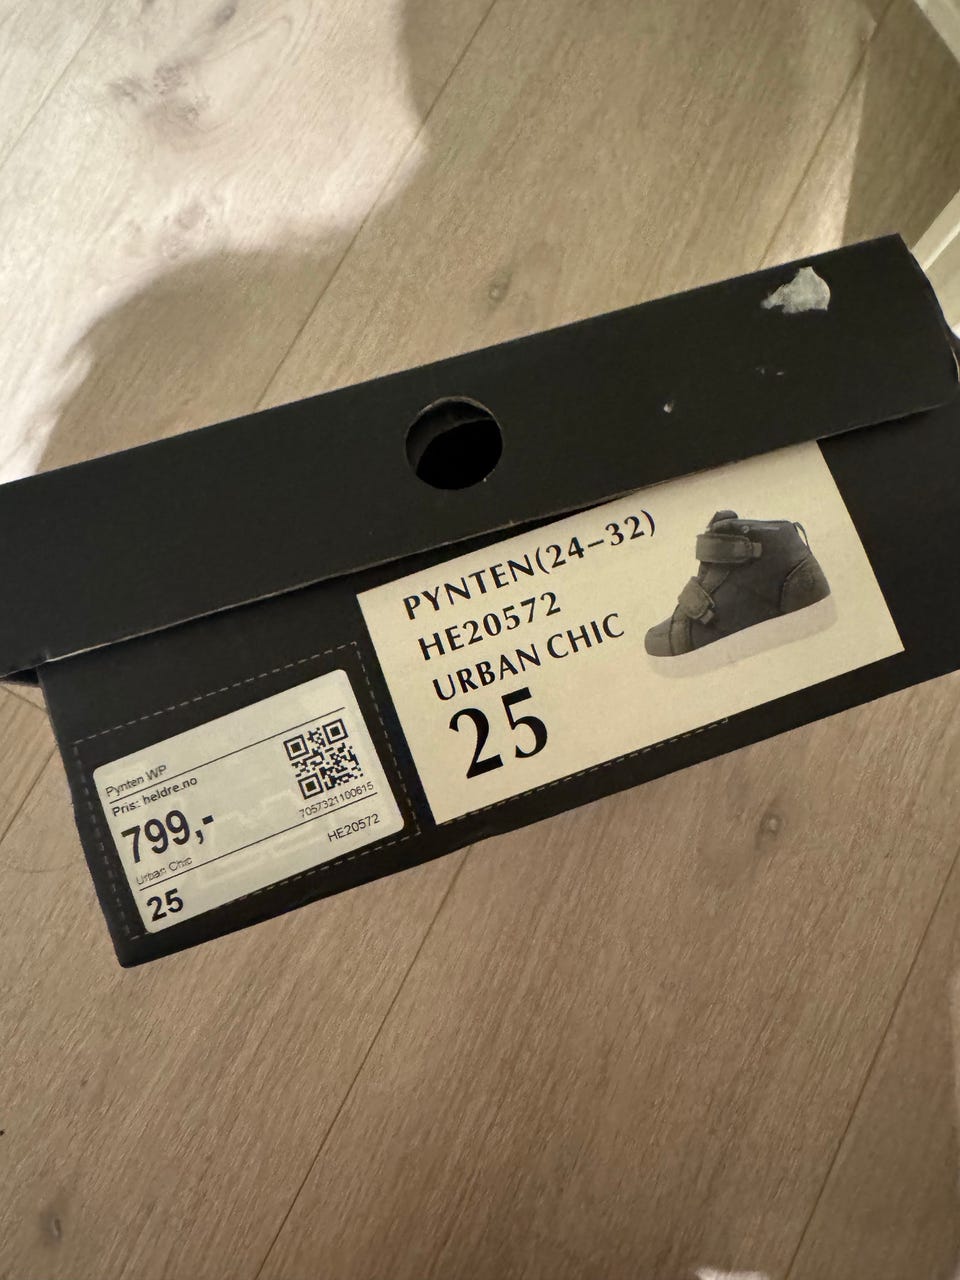 PYNTEN(24-32)
HE20572
URBAN CHIC
25
Pynten WP
Pris: heldre.no
799,-
7057321100615
Urban Chic
HE20572
25